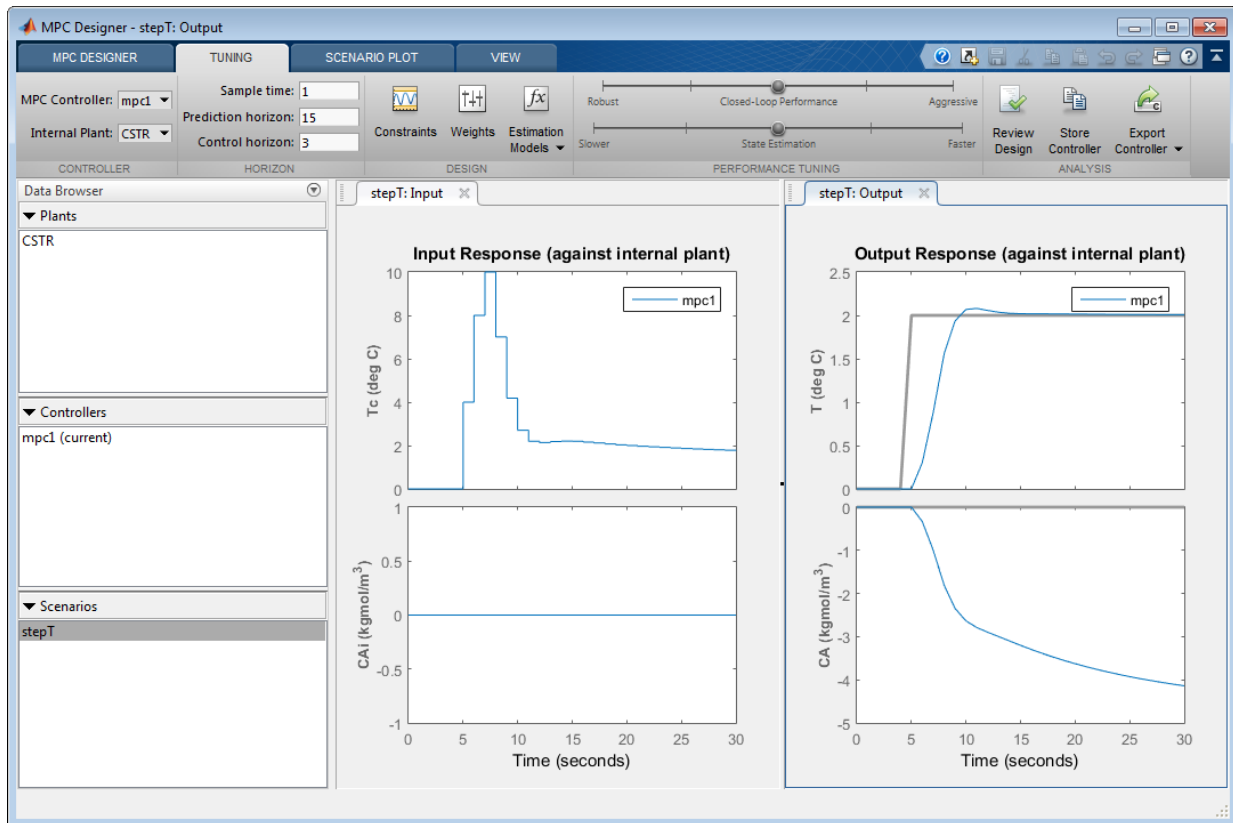 MPC Designer - stepT: Output
MPC DESIGNER TUNING SCENARIO PLOT VIEW
MPC Controller: mpc1
Internal Plant: CSTR
CONTROLLER
Sample time: 1
Prediction horizon: 15
Control horizon: 3
HORIZON
Constraints Weights Estimation Models
fx
DESIGN
Robust Closed-Loop Performance Aggressive
Slower State Estimation Faster
PERFORMANCE TUNING
Review Design Store Controller Export Controller
C
ANALYSIS
Data Browser
Plants
CSTR
Controllers
mpc1 (current)
Scenarios
stepT
stepT: Input
Input Response (against internal plant)
mpc1
Tc (deg C)
10
8
6
4
2
0
CAi (kgmol/m³)
1
0.5
0
-0.5
-1
0 5 10 15 20 25 30
Time (seconds)
stepT: Output
Output Response (against internal plant)
mpc1
T (deg C)
2.5
2
1.5
1
0.5
0
CA (kgmol/m³)
0
-1
-2
-3
-4
-5
0 5 10 15 20 25 30
Time (seconds)